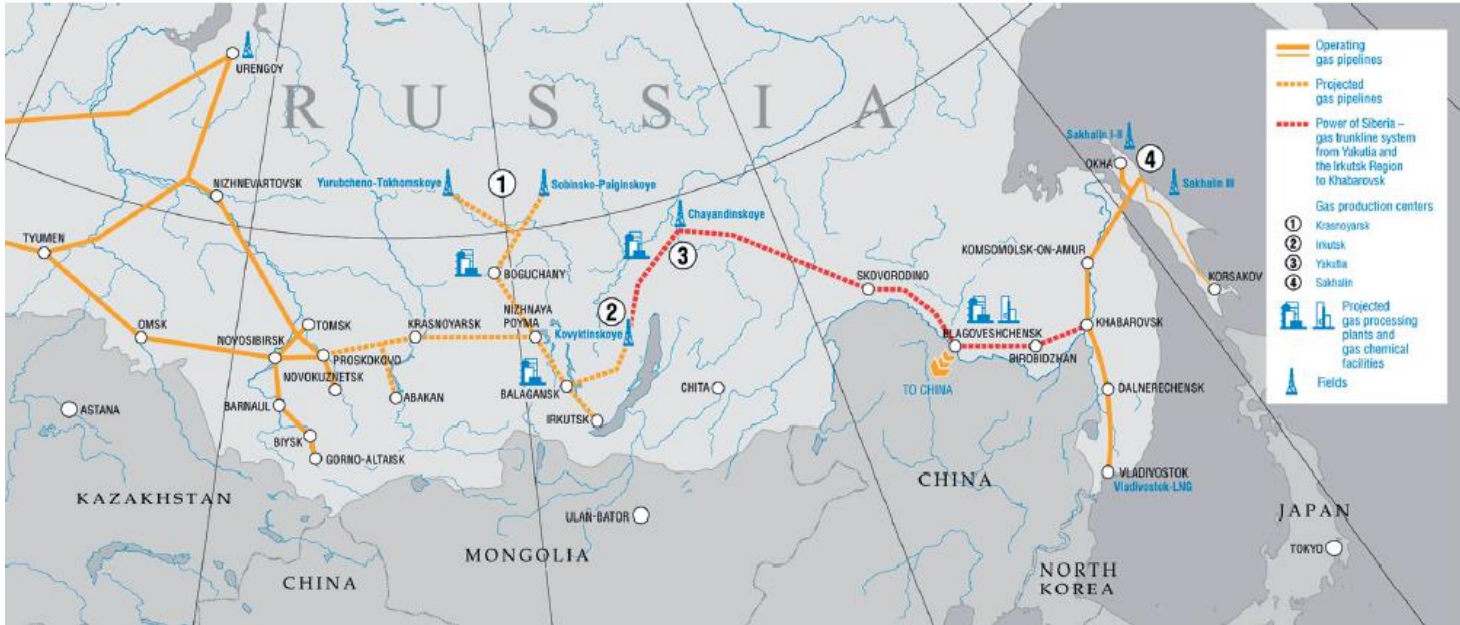 URENGOY
RUSSIA
NIZHNEVARTOVSK
Yurubcheno-Tokhomskoye
1
Sobinsko-Paiginskoye
Sakhalin I-II
OKHA
4
Sakhalin III
TYUMEN
Chayandinskoye
3
KOMSOMOLSK-ON-AMUR
BOGUCHANY
SKOVORODINO
KORSAKOV
OMSK
TOMSK
KRASNOYARSK
NIZHNAYA
POYMA
2
Kovyktinskoye
BLAGOVESHCHENSK
KHABAROVSK
NOVOSIBIRSK
PROSKOKOVO
BIROBIDZHAN
NOVOKUZNETSK
ABAKAN
BALAGANSK
CHITA
TO CHINA
DALNERECHENSK
ASTANA
BARNAUL
IRKUTSK
BIYSK
GORNO-ALTAISK
VLADIVOSTOK
Vladivostok-LNG
KAZAKHSTAN
CHINA
ULAN-BATOR
JAPAN
MONGOLIA
TOKYO
CHINA
NORTH
KOREA
Operating
gas pipelines
Projected
gas pipelines
Power of Siberia –
gas trunkline system
from Yakutia and
the Irkutsk Region
to Khabarovsk
Gas production centers
1 Krasnoyarsk
2 Irkutsk
3 Yakutia
4 Sakhalin
Projected
gas processing
plants and
gas chemical
facilities
Fields